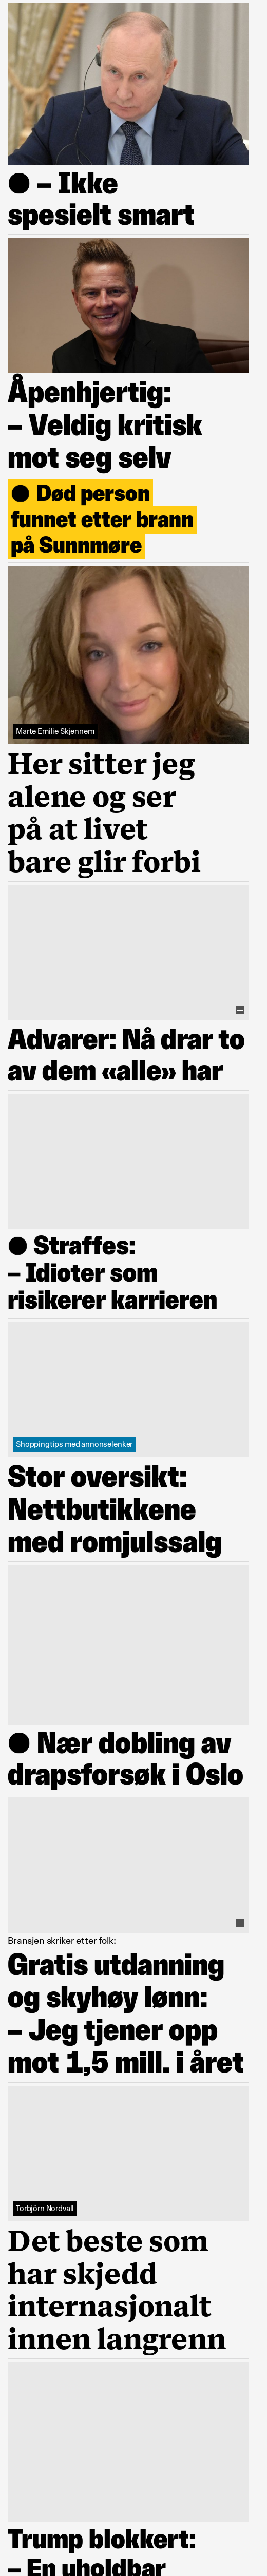 ● – Ikke
spesielt smart
Åpenhjertig:
– Veldig kritisk
mot seg selv
● Død person
funnet etter brann
på Sunnmøre
Marte Emilie Skjennem
Her sitter jeg
alene og ser
på at livet
bare glir forbi
Advarer: Nå drar to
av dem «alle» har
● Straffes:
– Idioter som
risikerer karrieren
Shoppingtips med annonselenker
Stor oversikt:
Nettbutikkene
med romjulssalg
● Nær dobling av
drapsforsøk i Oslo
Bransjen skriker etter folk:
Gratis utdanning
og skyhøy lønn:
– Jeg tjener opp
mot 1,5 mill. i året
Torbjörn Nordvall
Det beste som
har skjedd
internasjonalt
innen langrenn
Trump blokkert:
– En uholdbar